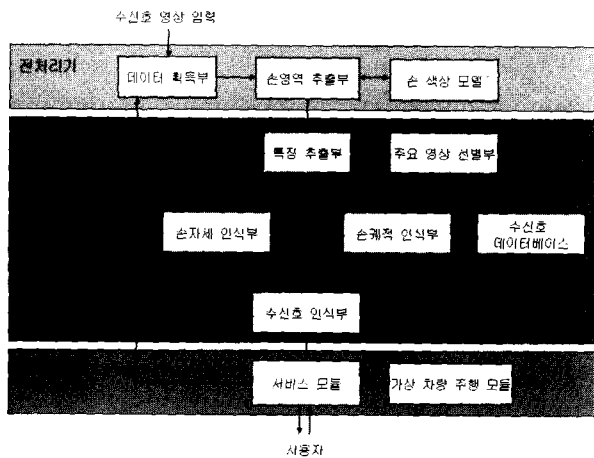 수신호 영상 입력
전처리기
데이터 획득부
손영역 추출부
손 색상 모델
특징 추출부
주요 영상 선별부
손자세 인식부
손궤적 인식부
수신호
데이터베이스
수신호 인식부
서비스 모듈
가상 차량 주행 모듈
사용자